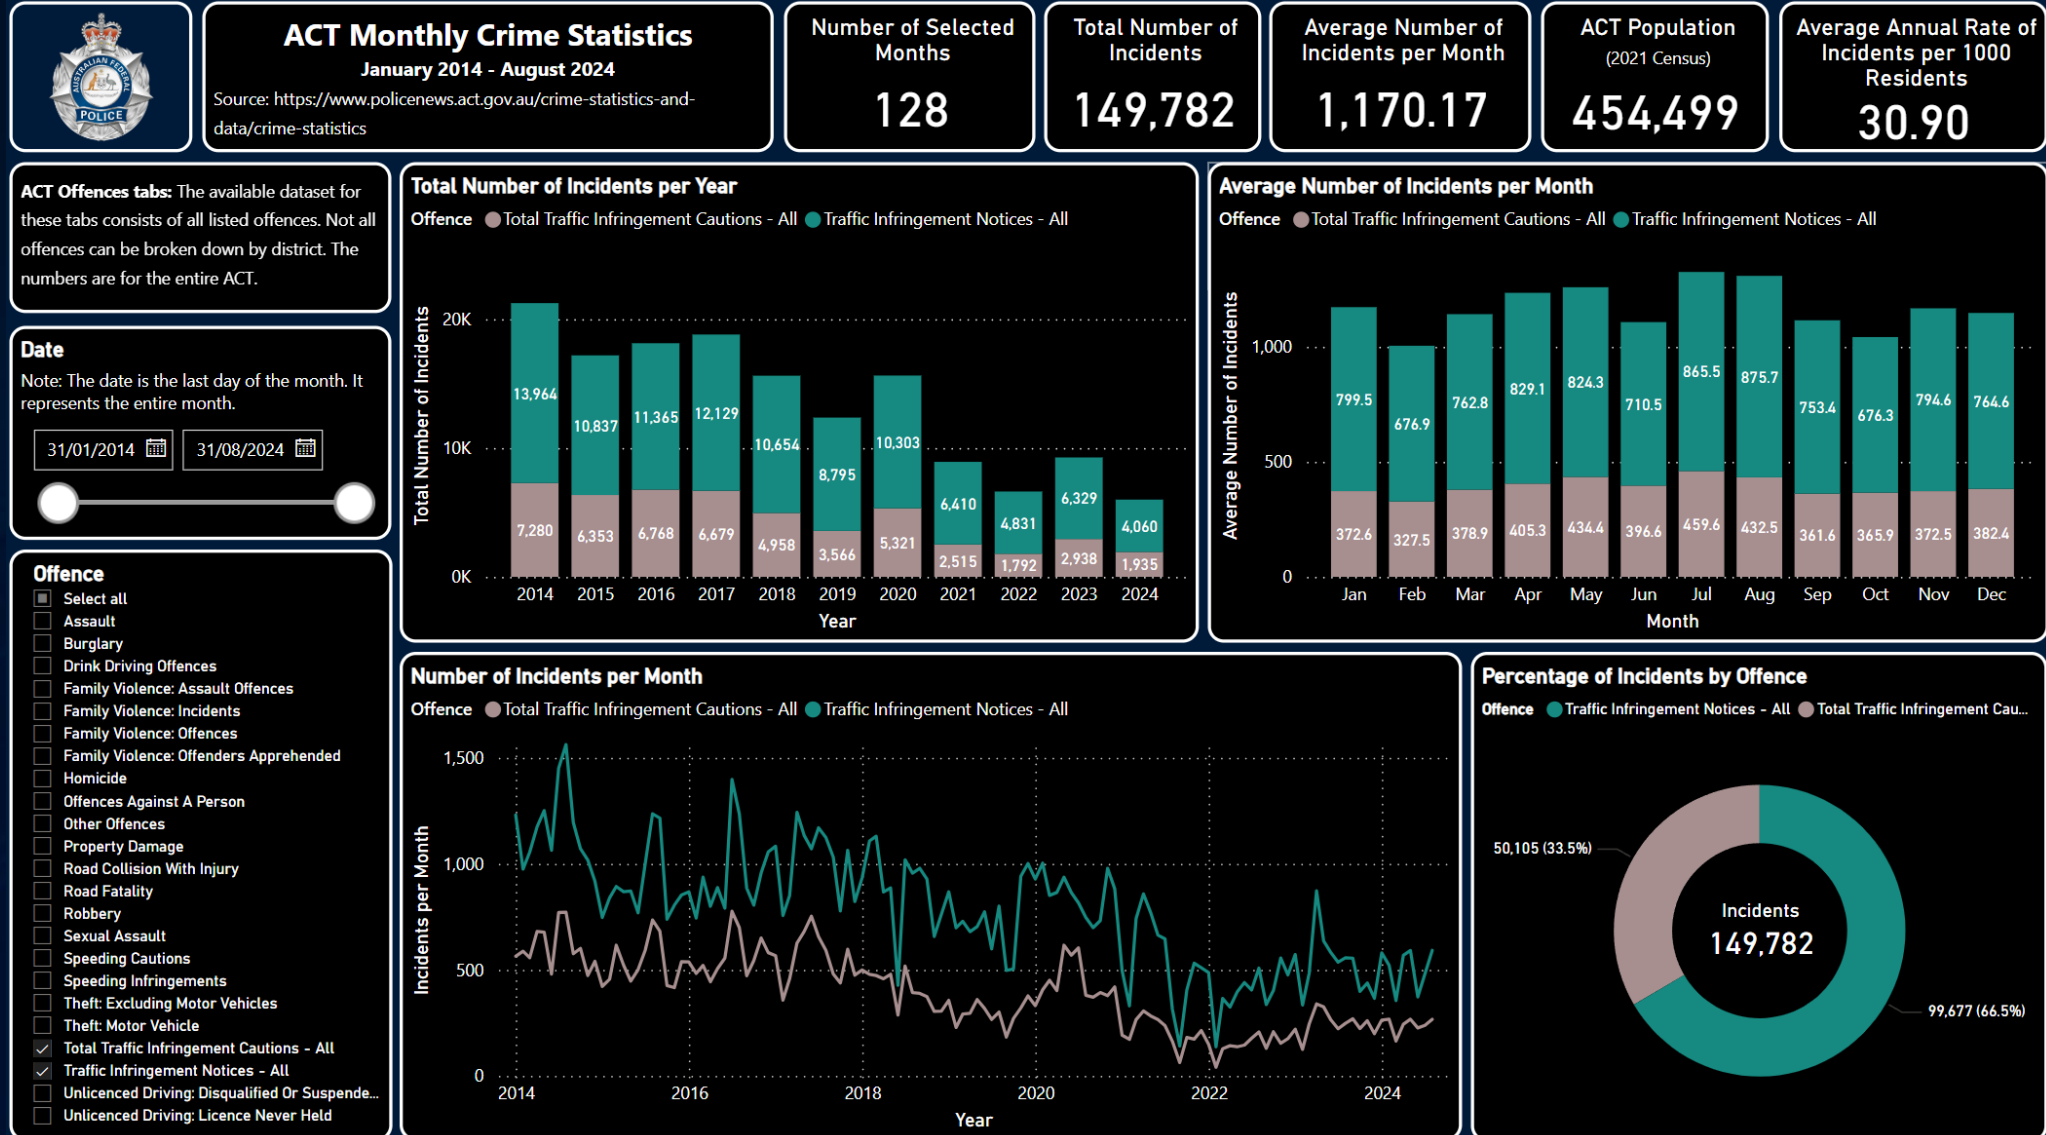 AUSTRALIAN FEDERAL
POLICE
ACT Monthly Crime Statistics
January 2014 - August 2024
Source: https://www.policenews.act.gov.au/crime-statistics-and-
data/crime-statistics
Number of Selected
Months
128
Total Number of
Incidents
149,782
Average Number of
Incidents per Month
1,170.17
ACT Population
(2021 Census)
454,499
Average Annual Rate of
Incidents per 1000
Residents
30.90
ACT Offences tabs: The available dataset for
these tabs consists of all listed offences. Not all
offences can be broken down by district. The
numbers are for the entire ACT.
Date
Note: The date is the last day of the month. It
represents the entire month.
31/01/2014 31/08/2024
Offence
Select all
Assault
Burglary
Drink Driving Offences
Family Violence: Assault Offences
Family Violence: Incidents
Family Violence: Offences
Family Violence: Offenders Apprehended
Homicide
Offences Against A Person
Other Offences
Property Damage
Road Collision With Injury
Road Fatality
Robbery
Sexual Assault
Speeding Cautions
Speeding Infringements
Theft: Excluding Motor Vehicles
Theft: Motor Vehicle
Total Traffic Infringement Cautions - All
Traffic Infringement Notices - All
Unlicenced Driving: Disqualified Or Suspende...
Unlicenced Driving: Licence Never Held
Total Number of Incidents per Year
Offence Total Traffic Infringement Cautions - All Traffic Infringement Notices - All
Total Number of Incidents
20K
10K
0K
13,964 10,837 11,365 12,129 10,654 8,795 10,303 6,410 4,831 6,329 4,060
7,280 6,353 6,768 6,679 4,958 3,566 5,321 2,515 1,792 2,938 1,935
2014 2015 2016 2017 2018 2019 2020 2021 2022 2023 2024
Year
Average Number of Incidents per Month
Offence Total Traffic Infringement Cautions - All Traffic Infringement Notices - All
Average Number of Incidents
1,000
500
0
799.5 676.9 762.8 829.1 824.3 710.5 865.5 875.7 753.4 676.3 794.6 764.6
372.6 327.5 378.9 405.3 434.4 396.6 459.6 432.5 361.6 365.9 372.5 382.4
Jan Feb Mar Apr May Jun Jul Aug Sep Oct Nov Dec
Month
Number of Incidents per Month
Offence Total Traffic Infringement Cautions - All Traffic Infringement Notices - All
Incidents per Month
1,500
1,000
500
0
2014 2016 2018 2020 2022 2024
Year
Percentage of Incidents by Offence
Offence Traffic Infringement Notices - All Total Traffic Infringement Cau...
50,105 (33.5%)
Incidents
149,782
99,677 (66.5%)